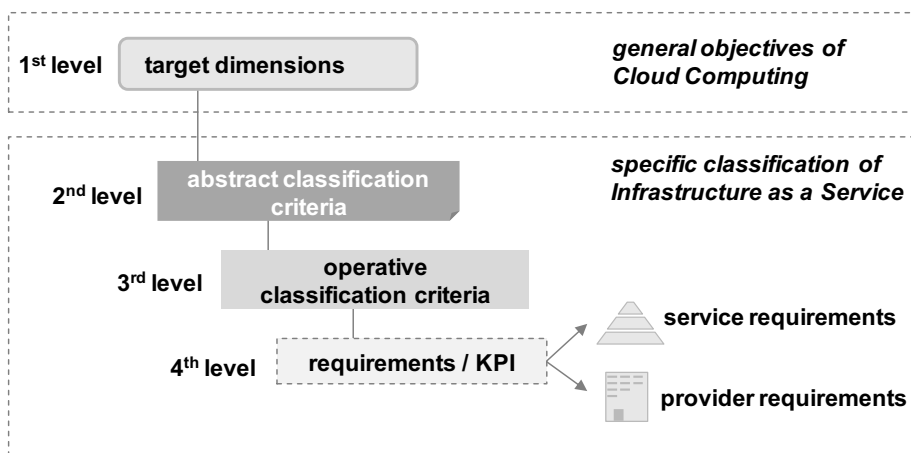 1st level
target dimensions
general objectives of
Cloud Computing
2nd level
abstract classification
criteria
specific classification of
Infrastructure as a Service
3rd level
operative
classification criteria
4th level
requirements / KPI
service requirements
provider requirements